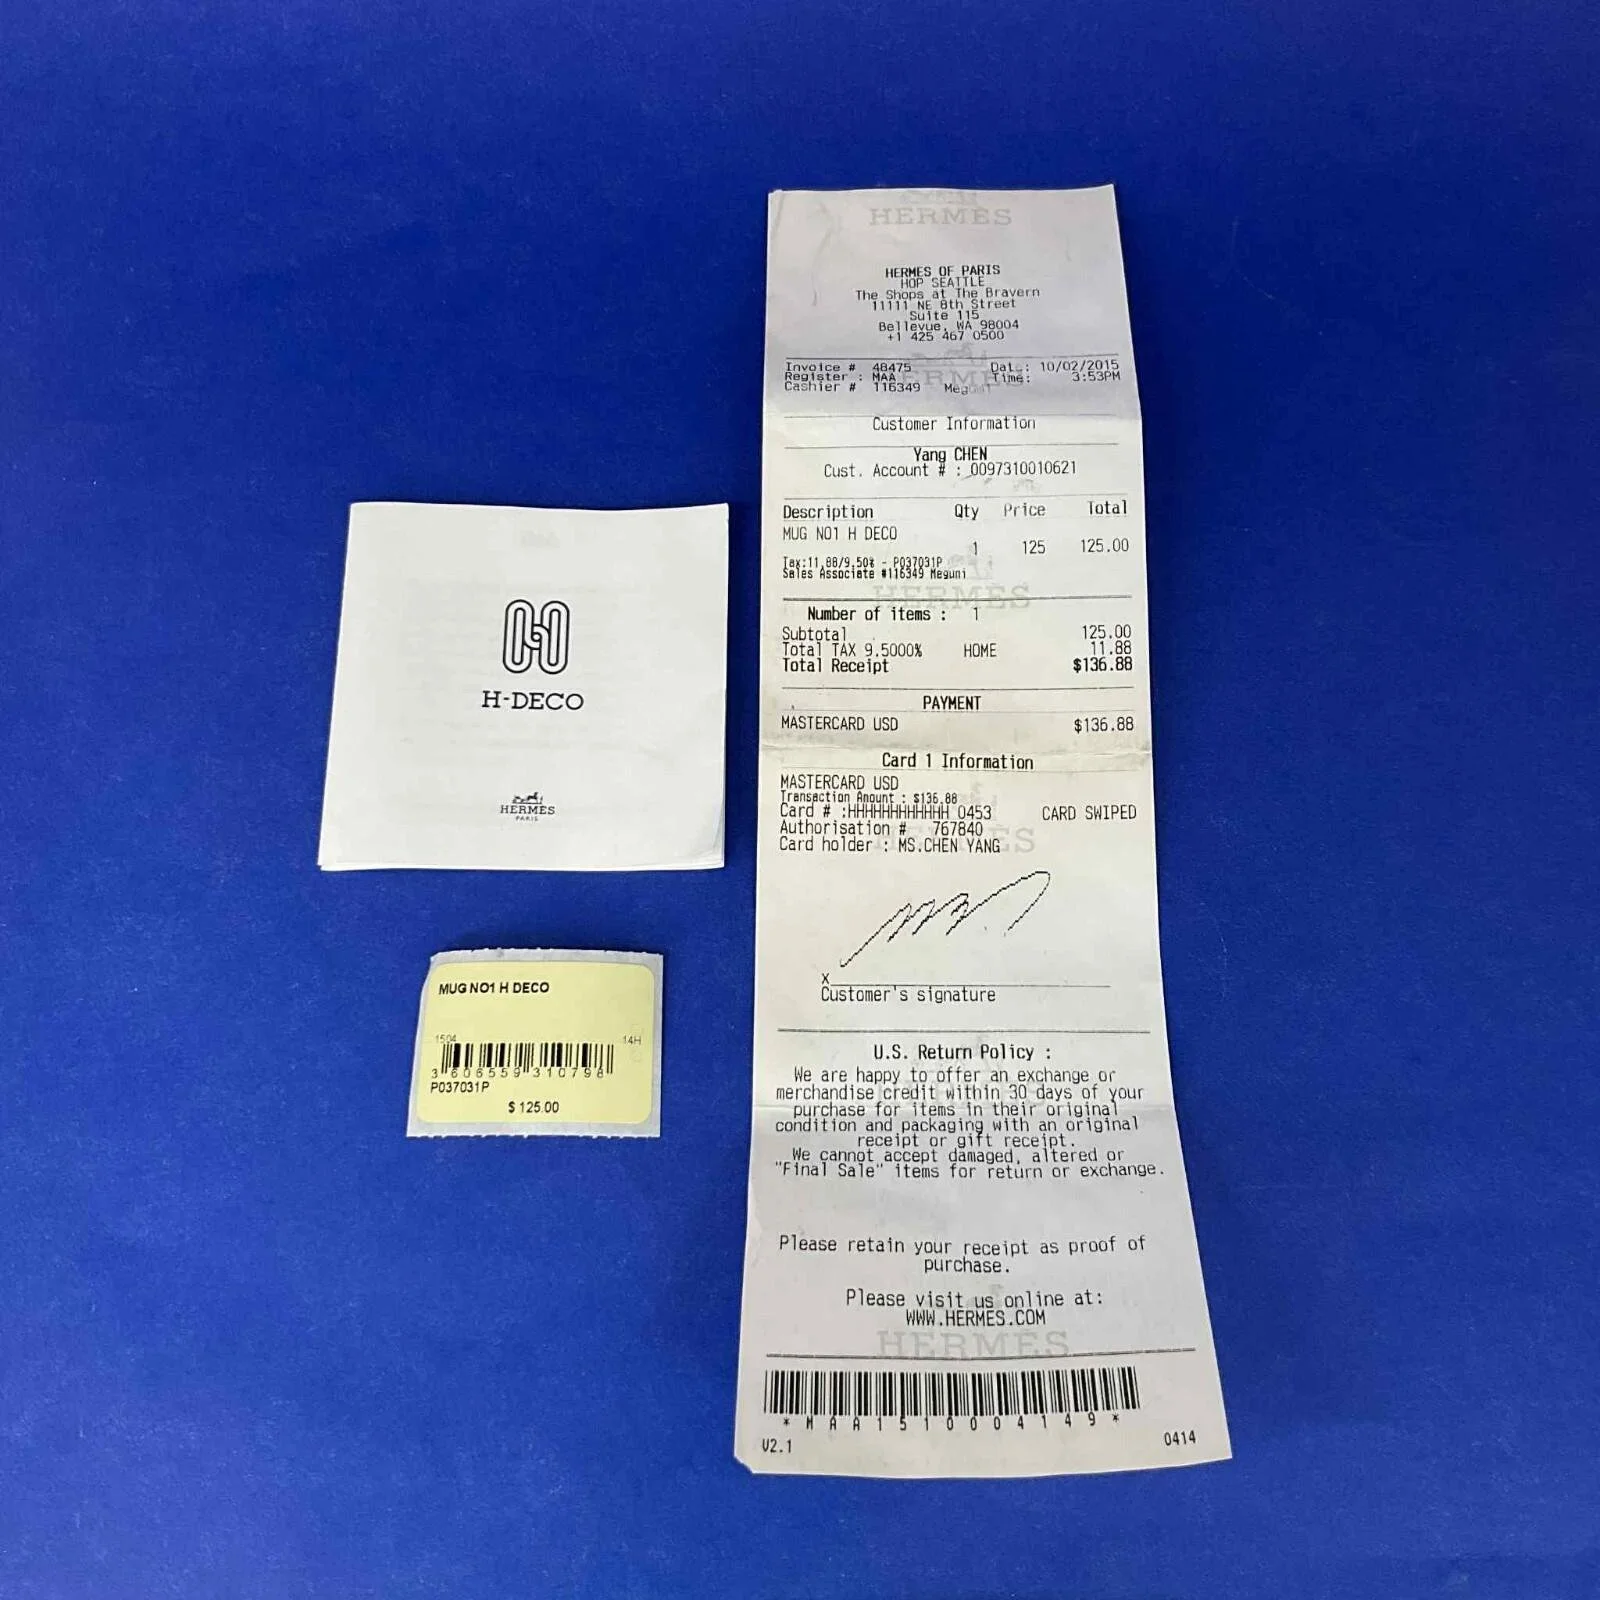 H-DECO
HERMES
PARIS
MUG NO1 H DECO
1504 14H
3 606559 310798
P037031P
$ 125.00
HERMES
HERMES OF PARIS
HOP SEATTLE
The Shops at The Bravern
11111 NE 8th Street
Suite 115
Bellevue, WA 98004
+1 425 467 0500
Invoice # 48475 Date: 10/02/2015
Register : MAA Time: 3:53PM
Cashier # 116349 Megumi
HERMES
Customer Information
Yang CHEN
Cust. Account # : 0097310010621
Description Qty Price Total
MUG NO1 H DECO
1 125 125.00
Tax:11.88/9.50% - P037031P
Sales Associate #116349 Megumi
HERMES
Number of items : 1
Subtotal 125.00
Total TAX 9.5000% HOME 11.88
Total Receipt $136.88
PAYMENT
MASTERCARD USD $136.88
Card 1 Information
MASTERCARD USD
Transaction Amount : $136.88
Card # :HHHHHHHHHHHH 0453 CARD SWIPED
Authorisation # 767840
Card holder : MS.CHEN YANG
HERMES
X
Customer's signature
U.S. Return Policy :
We are happy to offer an exchange or
merchandise credit within 30 days of your
purchase for items in their original
condition and packaging with an original
receipt or gift receipt.
We cannot accept damaged, altered or
"Final Sale" items for return or exchange.
Please retain your receipt as proof of
purchase.
Please visit us online at:
WWW.HERMES.COM
HERMES
*MAA1510004149*
V2.1 0414